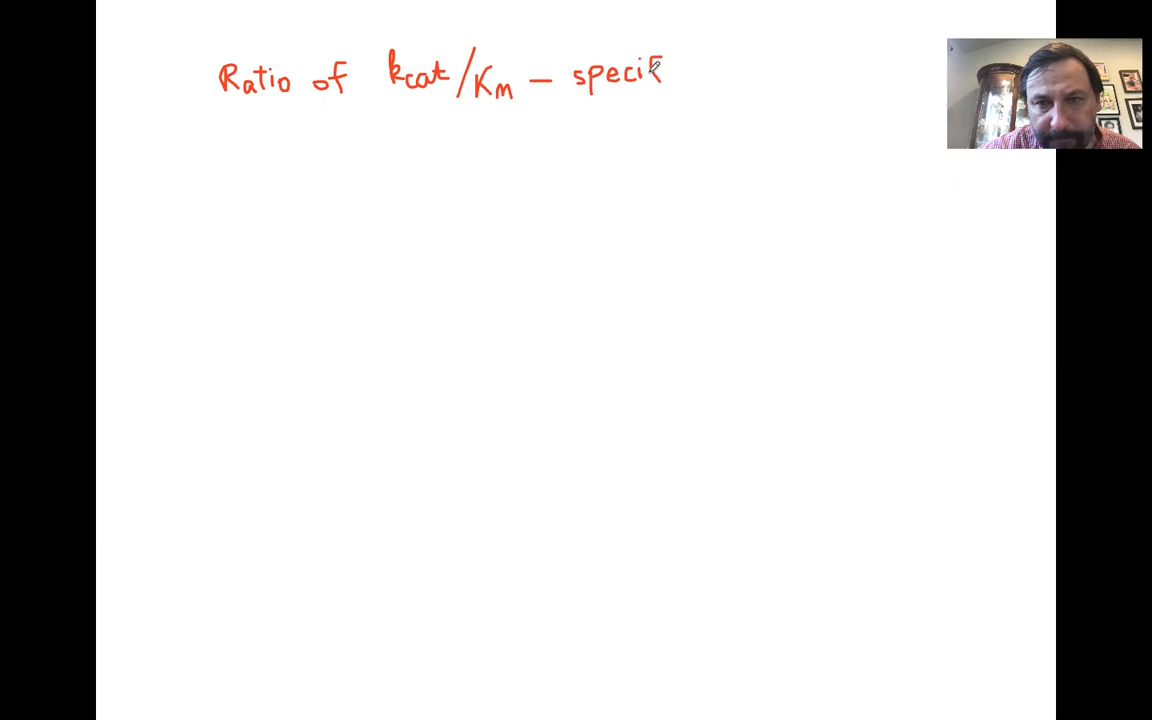 Ratio of kcat/Km - specif